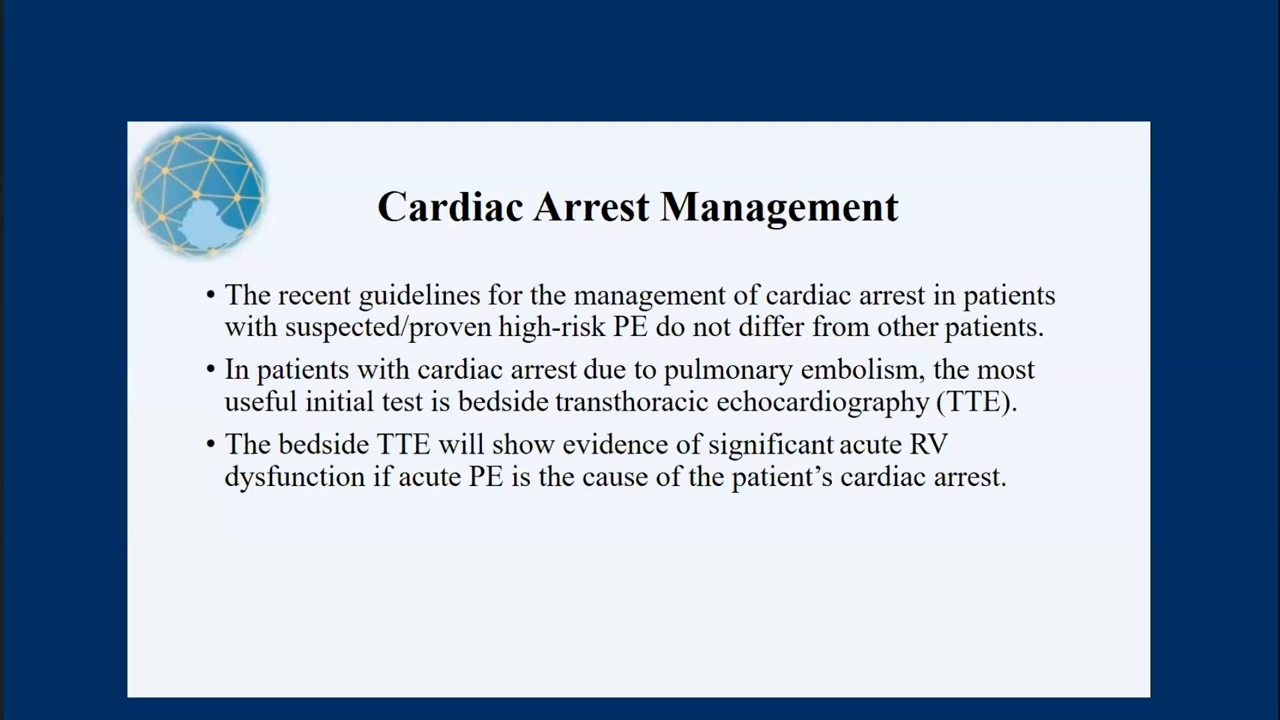 Cardiac Arrest Management
• The recent guidelines for the management of cardiac arrest in patients
with suspected/proven high-risk PE do not differ from other patients.
• In patients with cardiac arrest due to pulmonary embolism, the most
useful initial test is bedside transthoracic echocardiography (TTE).
• The bedside TTE will show evidence of significant acute RV
dysfunction if acute PE is the cause of the patient’s cardiac arrest.